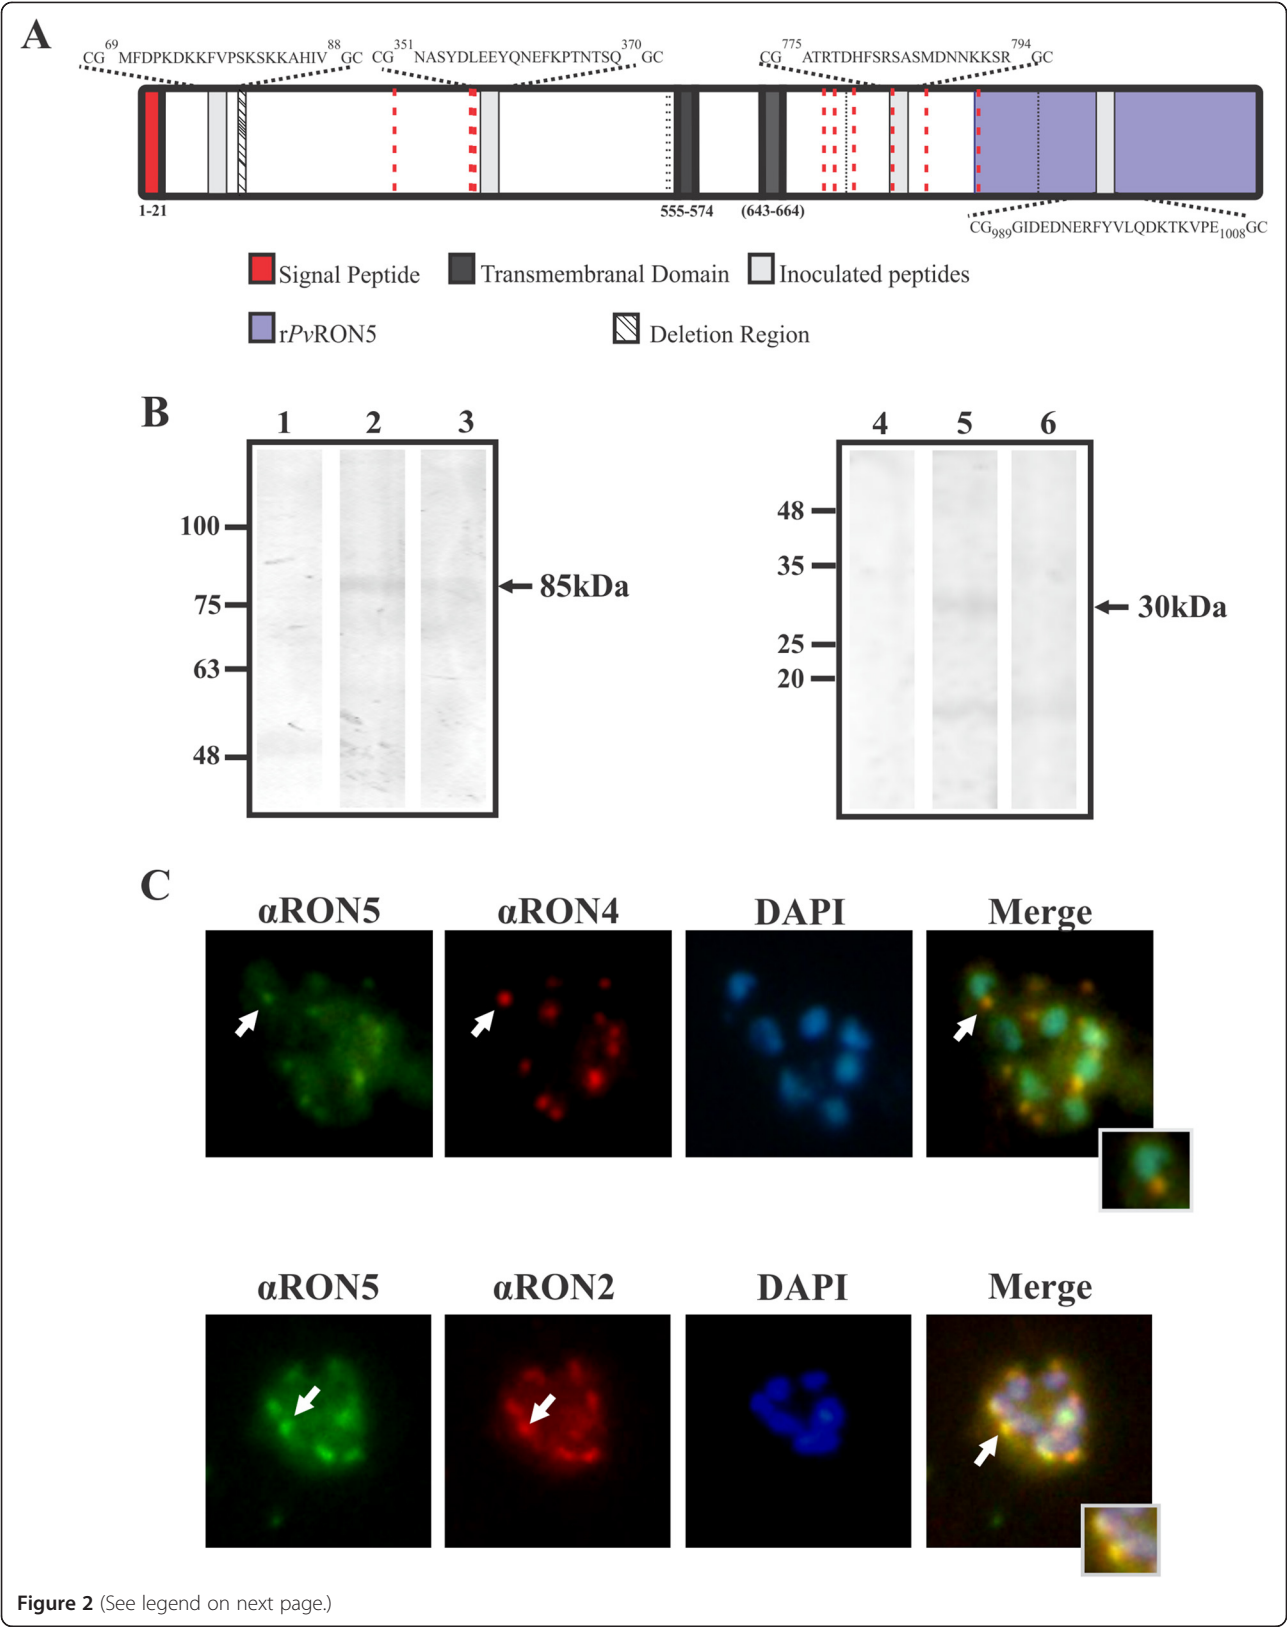 A
CG 69 MFDPKDKKFVPSKSKKAHIV 88 GC CG 351 NASYDLEEYQNEFKPTNTSQ 370 GC CG 775 ATRTDHFSRSASMDNNKKSR 794 GC
1-21 555-574 (643-664)
CG989GIDEDNERFYVLQDKTKVPE1008GC
Signal Peptide Transmembranal Domain Inoculated peptides
rPvRON5 Deletion Region
B
1 2 3
100
75
63
48
85kDa
4 5 6
48
35
25
20
30kDa
C
αRON5 αRON4 DAPI Merge
αRON5 αRON2 DAPI Merge
Figure 2 (See legend on next page.)